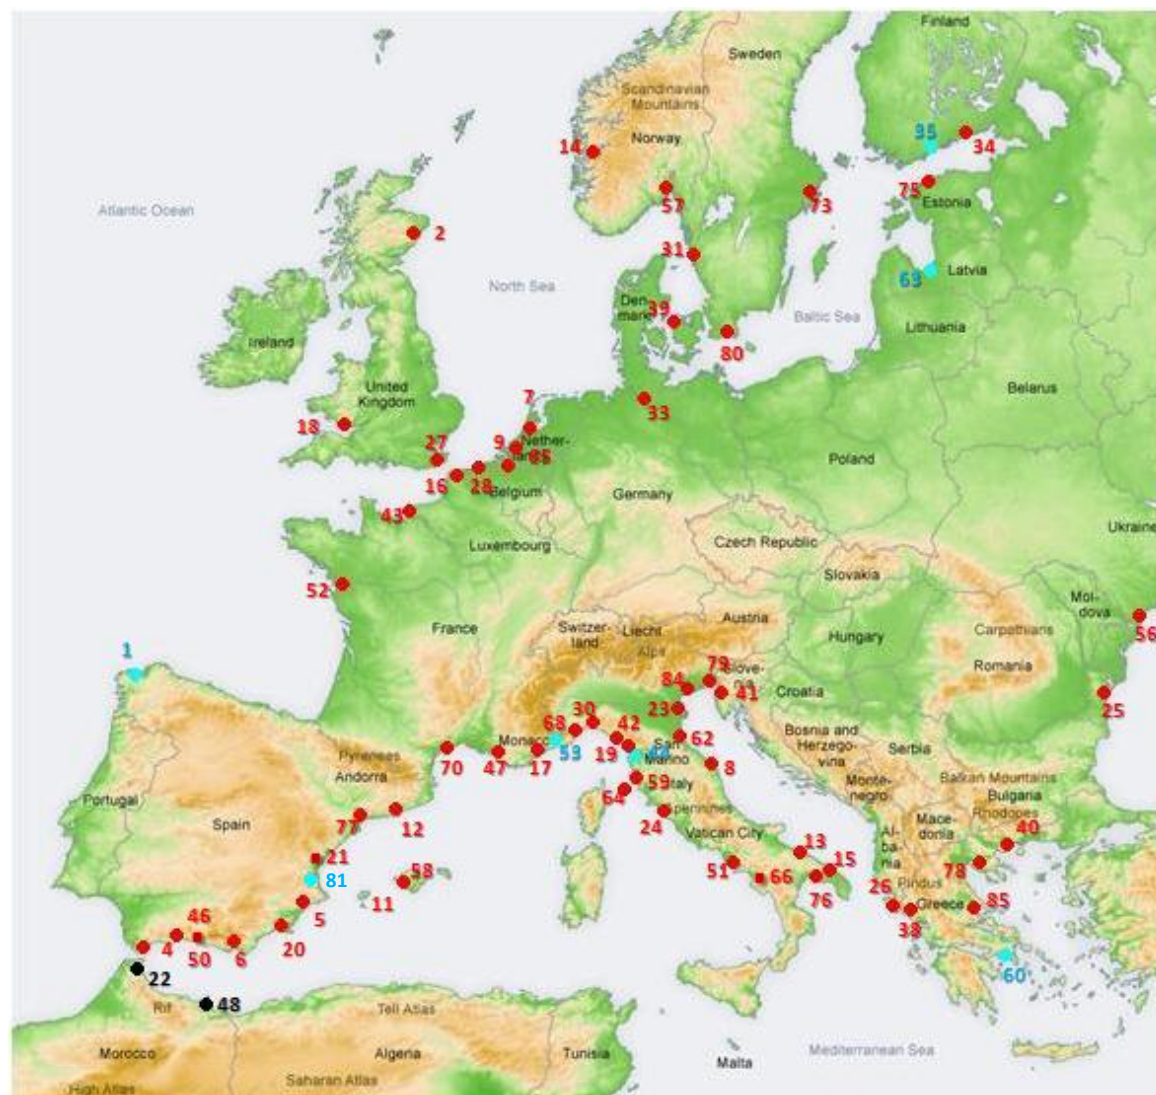 Finland
Sweden
Scandinavian
Mountains
Norway
35
34
14
75
57
73
Estonia
Atlantic Ocean
2
31
63
Latvia
North Sea
39
Den-
mark
Baltic Sea
Lithuania
80
Ireland
United
Kingdom
Belarus
7
33
18
27
9
Nether-
35
16
28
Belgium
Poland
Germany
43
Ukraine
Luxembourg
Czech Republic
Slovakia
52
Mol-
dova
Austria
France
Switzer-
land
Liecht
Alps
Hungary
Carpathians
56
1
Romania
79
Slove-
84
41
Croatia
30
23
25
68
42
Monaco
53
62
San
Marino
Bosnia and
Herzego-
vina
Serbia
Pyrenses
Andorra
70
47
17
19
44
8
Monte-
negro
Balkan Mountains
Bulgaria
Portugal
Spain
64
59
Italy
Rhodopes
77
12
24
Apennines
Mace-
donia
40
Vatican City
Al-
ba-
nia
21
13
15
78
81
58
51
66
Pindus
11
76
26
Greece
85
46
5
38
4
50
6
20
60
22
48
Rif
Tell Atlas
Morocco
Algeria
Tunisia
Malta
Mediterranean Sea
High Atlas
Saharan Atlas